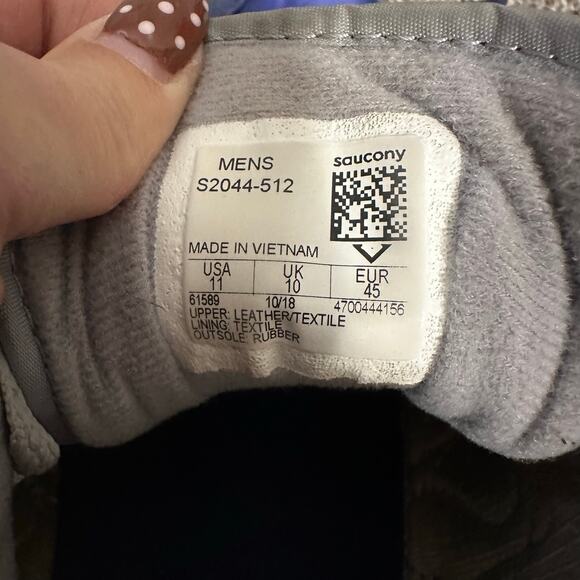 MENS
saucony
S2044-512
MADE IN VIETNAM
USA UK EUR
11 10 45
61589 10/18 4700444156
UPPER: LEATHER/TEXTILE
LINING: TEXTILE
OUTSOLE: RUBBER